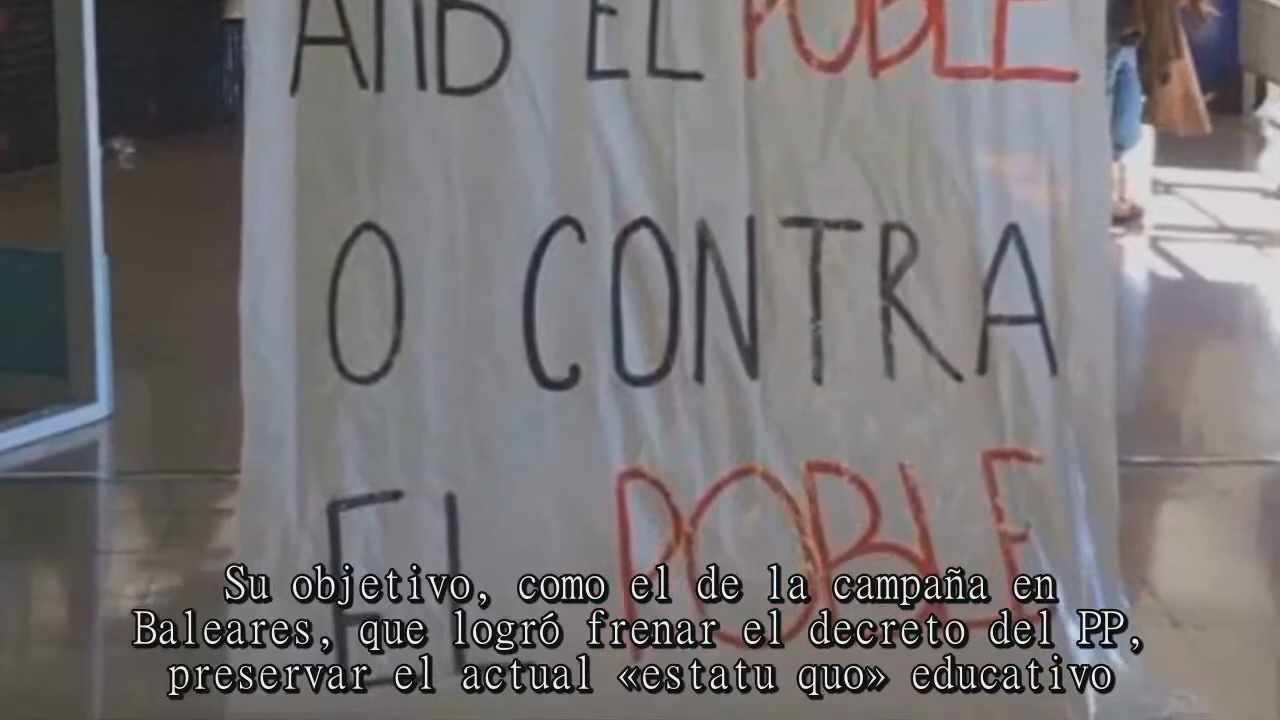 AMB EL POBLE
O CONTRA
EL POBLE
Su objetivo, como el de la campaña en
Baleares, que logró frenar el decreto del PP,
preservar el actual «estatu quo» educativo